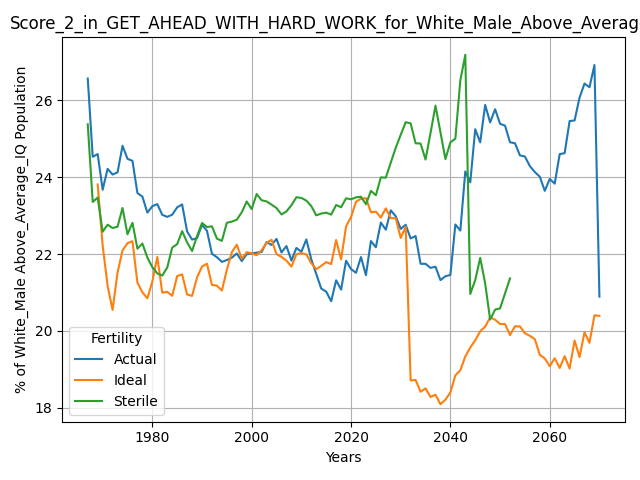 Score_2_in_GET_AHEAD_WITH_HARD_WORK_for_White_Male_Above_Averag
% of White_Male Above_Average_IQ Population
26
24
22
20
18
Fertility
Actual
Ideal
Sterile
1980 2000 2020 2040 2060
Years